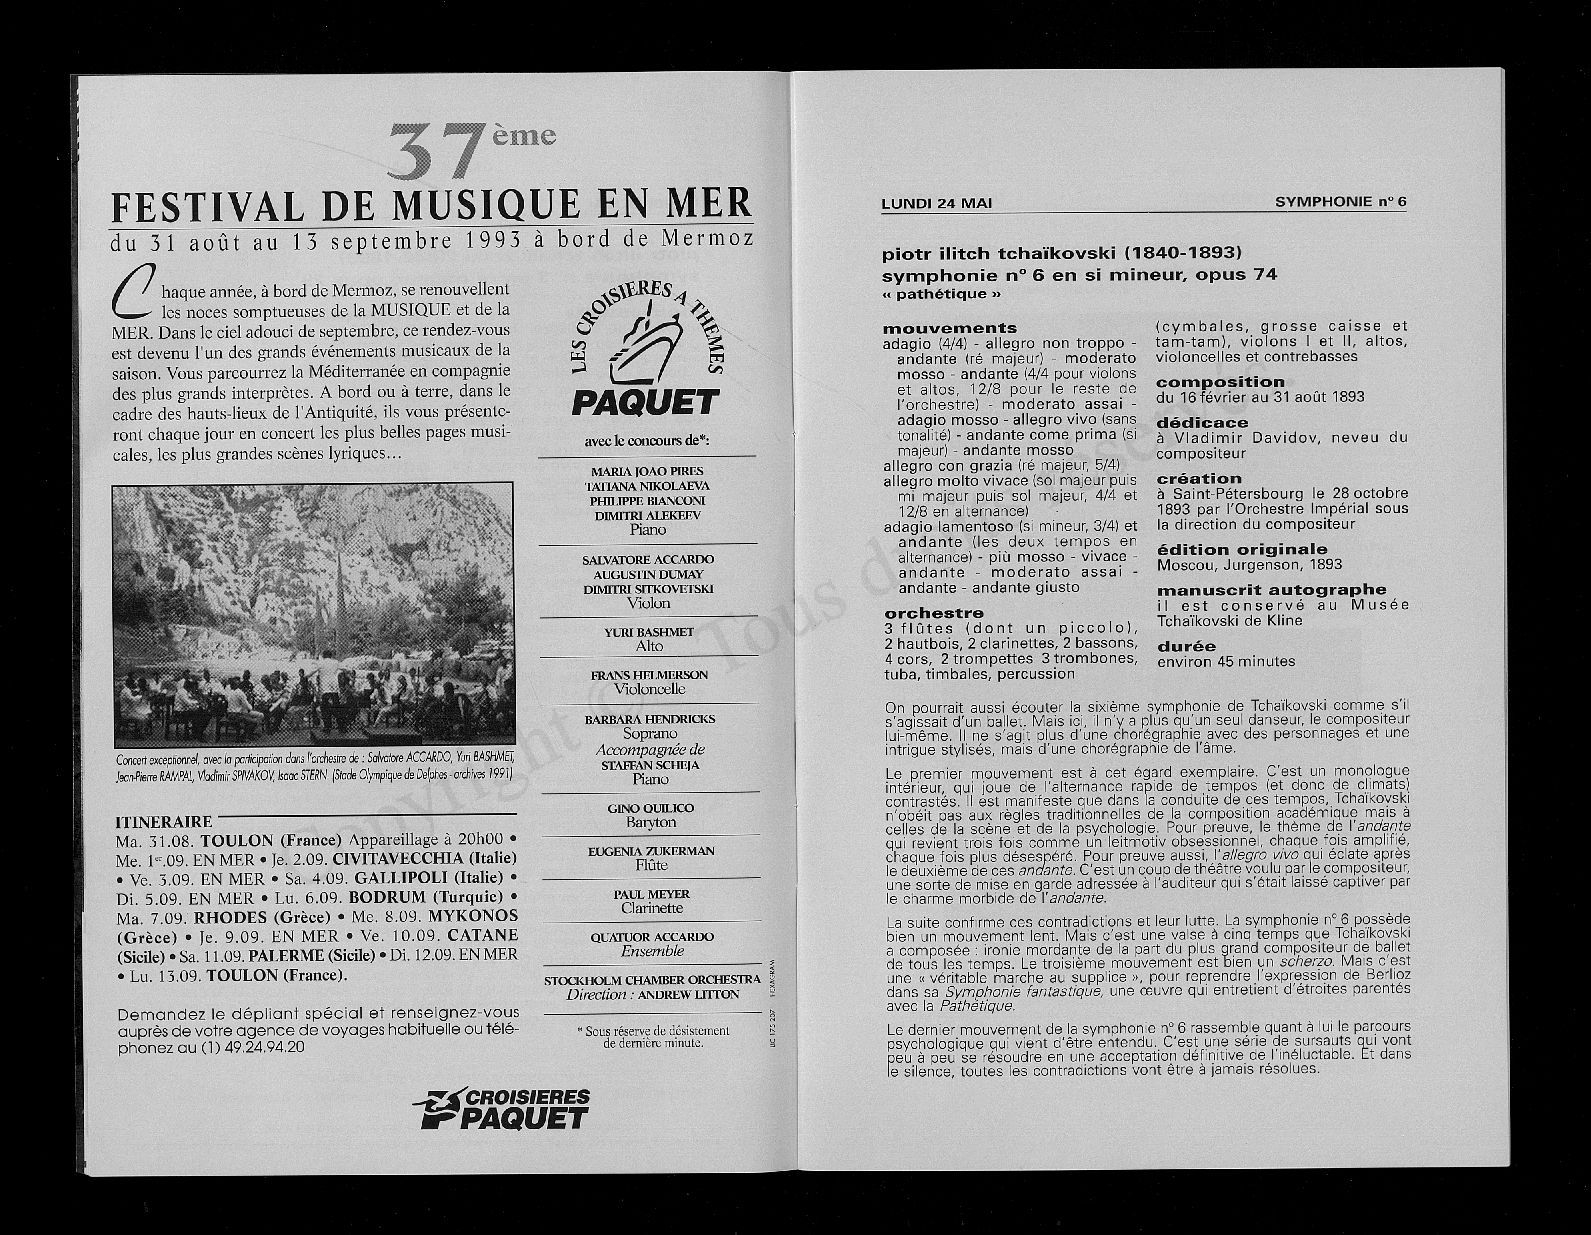 37ème
FESTIVAL DE MUSIQUE EN MER
du 31 août au 13 septembre 1993 à bord de Mermoz
Chaque année, à bord de Mermoz, se renouvellent
les noces somptueuses de la MUSIQUE et de la
MER. Dans le ciel adouci de septembre, ce rendez-vous
est devenu l'un des grands événements musicaux de la
saison. Vous parcourrez la Méditerranée en compagnie
des plus grands interprètes. A bord ou à terre, dans le
cadre des hauts-lieux de l'Antiquité, ils vous présente-
ront chaque jour en concert les plus belles pages musi-
cales, les plus grandes scènes lyriques...
Concert exceptionnel, avec la participation dans l'orchestre de : Salvatore ACCARDO, Yuri BASHMET,
Jean-Pierre RAMPAL, Vladimir SPIVAKOV, Isaac STERN (Stade Olympique de Delphes - archives 1991)
ITINERAIRE
Ma. 31.08. TOULON (France) Appareillage à 20h00 •
Me. 1er.09. EN MER • Je. 2.09. CIVITAVECCHIA (Italie)
• Ve. 3.09. EN MER • Sa. 4.09. GALLIPOLI (Italie) •
Di. 5.09. EN MER • Lu. 6.09. BODRUM (Turquie) •
Ma. 7.09. RHODES (Grèce) • Me. 8.09. MYKONOS
(Grèce) • Je. 9.09. EN MER • Ve. 10.09. CATANE
(Sicile) • Sa. 11.09. PALERME (Sicile) • Di. 12.09. EN MER
• Lu. 13.09. TOULON (France).
Demandez le dépliant spécial et renseignez-vous
auprès de votre agence de voyages habituelle ou télé-
phonez au (1) 49.24.94.20
LES CROISIERES A THEMES
PAQUET
avec le concours de*:
MARIA JOAO PIRES
TATIANA NIKOLAEVA
PHILIPPE BIANCONI
DIMITRI ALEKEEV
Piano
SALVATORE ACCARDO
AUGUSTIN DUMAY
DIMITRI SITKOVETSKI
Violon
YURI BASHMET
Alto
FRANS HELMERSON
Violoncelle
BARBARA HENDRICKS
Soprano
Accompagnée de
STAFFAN SCHEJA
Piano
GINO QUILICO
Baryton
EUGENIA ZUKERMAN
Flûte
PAUL MEYER
Clarinette
QUATUOR ACCARDO
Ensemble
STOCKHOLM CHAMBER ORCHESTRA
Direction : ANDREW LITTON
* Sous réserve de désistement
de dernière minute.
CROISIERES
PAQUET
LUNDI 24 MAI SYMPHONIE n° 6
piotr ilitch tchaïkovski (1840-1893)
symphonie n° 6 en si mineur, opus 74
« pathétique »
mouvements
adagio (4/4) - allegro non troppo -
andante (ré majeur) - moderato
mosso - andante (4/4 pour violons
et altos, 12/8 pour le reste de
l'orchestre) - moderato assai -
adagio mosso - allegro vivo (sans
tonalité) - andante come prima (si
majeur) - andante mosso
allegro con grazia (ré majeur, 5/4)
allegro molto vivace (sol majeur puis
mi majeur puis sol majeur, 4/4 et
12/8 en alternance)
adagio lamentoso (si mineur, 3/4) et
andante (les deux tempos en
alternance) - più mosso - vivace -
andante - moderato assai -
andante - andante giusto
orchestre
3 flûtes (dont un piccolo),
2 hautbois, 2 clarinettes, 2 bassons,
4 cors, 2 trompettes 3 trombones,
tuba, timbales, percussion
(cymbales, grosse caisse et
tam-tam), violons I et II, altos,
violoncelles et contrebasses
composition
du 16 février au 31 août 1893
dédicace
à Vladimir Davidov, neveu du
compositeur
création
à Saint-Pétersbourg le 28 octobre
1893 par l'Orchestre Impérial sous
la direction du compositeur
édition originale
Moscou, Jurgenson, 1893
manuscrit autographe
il est conservé au Musée
Tchaïkovski de Kline
durée
environ 45 minutes
On pourrait aussi écouter la sixième symphonie de Tchaïkovski comme s'il
s'agissait d'un ballet. Mais ici, il n'y a plus qu'un seul danseur, le compositeur
lui-même. Il ne s'agit plus d'une chorégraphie avec des personnages et une
intrigue stylisés, mais d'une chorégraphie de l'âme.
Le premier mouvement est à cet égard exemplaire. C'est un monologue
intérieur, qui joue de l'alternance rapide de tempos (et donc de climats)
contrastés. Il est manifeste que dans la conduite de ces tempos, Tchaïkovski
n'obéit pas aux règles traditionnelles de la composition académique mais à
celles de la scène et de la psychologie. Pour preuve, le thème de l'andante
qui revient trois fois comme un leitmotiv obsessionnel, chaque fois amplifié,
chaque fois plus désespéré. Pour preuve aussi, l'allegro vivo qui éclate après
le deuxième de ces andante. C'est un coup de théâtre voulu par le compositeur,
une sorte de mise en garde adressée à l'auditeur qui s'était laissé captiver par
le charme morbide de l'andante.
La suite confirme ces contradictions et leur lutte. La symphonie n° 6 possède
bien un mouvement lent. Mais c'est une valse à cinq temps que Tchaïkovski
a composée : ironie mordante de la part du plus grand compositeur de ballet
de tous les temps. Le troisième mouvement est bien un scherzo. Mais c'est
une « véritable marche au supplice », pour reprendre l'expression de Berlioz
dans sa Symphonie fantastique, une œuvre qui entretient d'étroites parentés
avec la Pathétique.
Le dernier mouvement de la symphonie n° 6 rassemble quant à lui le parcours
psychologique qui vient d'être entendu. C'est une série de sursauts qui vont
peu à peu se résoudre en une acceptation définitive de l'inéluctable. Et dans
le silence, toutes les contradictions vont être à jamais résolues.